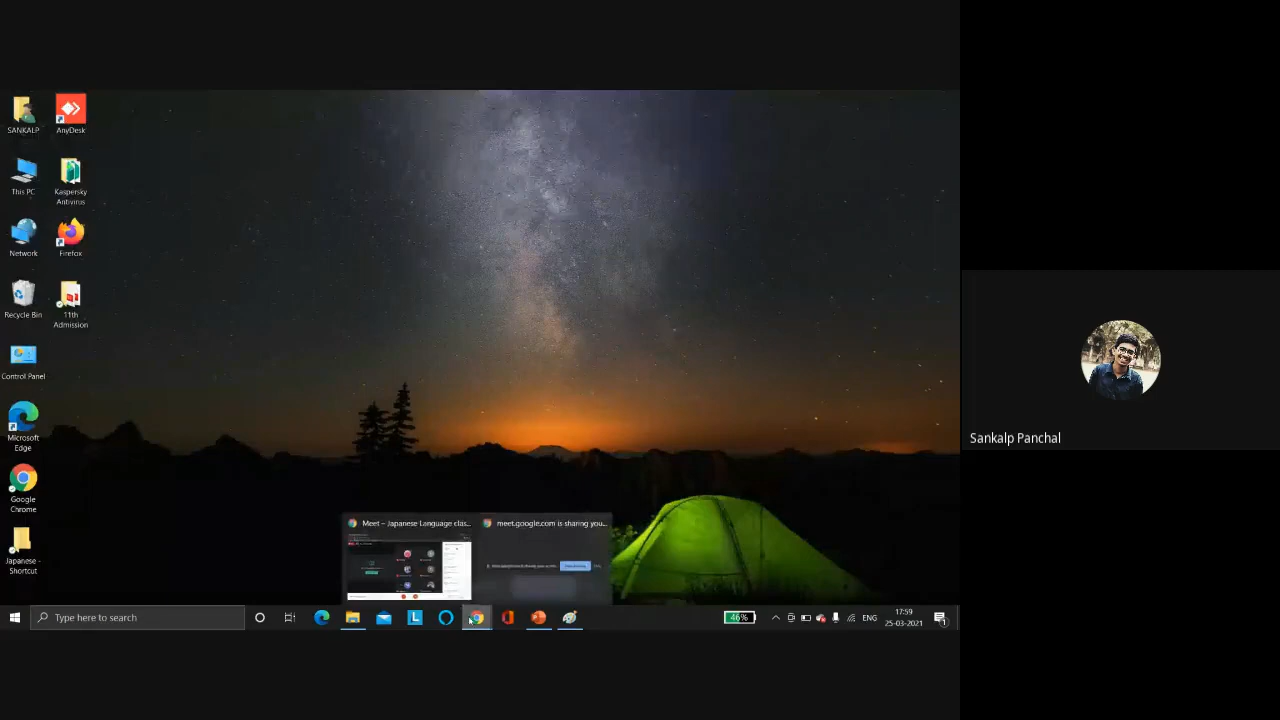 SANKALP
AnyDesk
This PC
Kaspersky
Antivirus
Network
Firefox
Recycle Bin
11th
Admission
Control Panel
Microsoft
Edge
Google
Chrome
Japanese -
Shortcut
Meet – Japanese Language clas...
meet.google.com is sharing you...
Type here to search
46%
ENG
17:59
25-03-2021
Sankalp Panchal